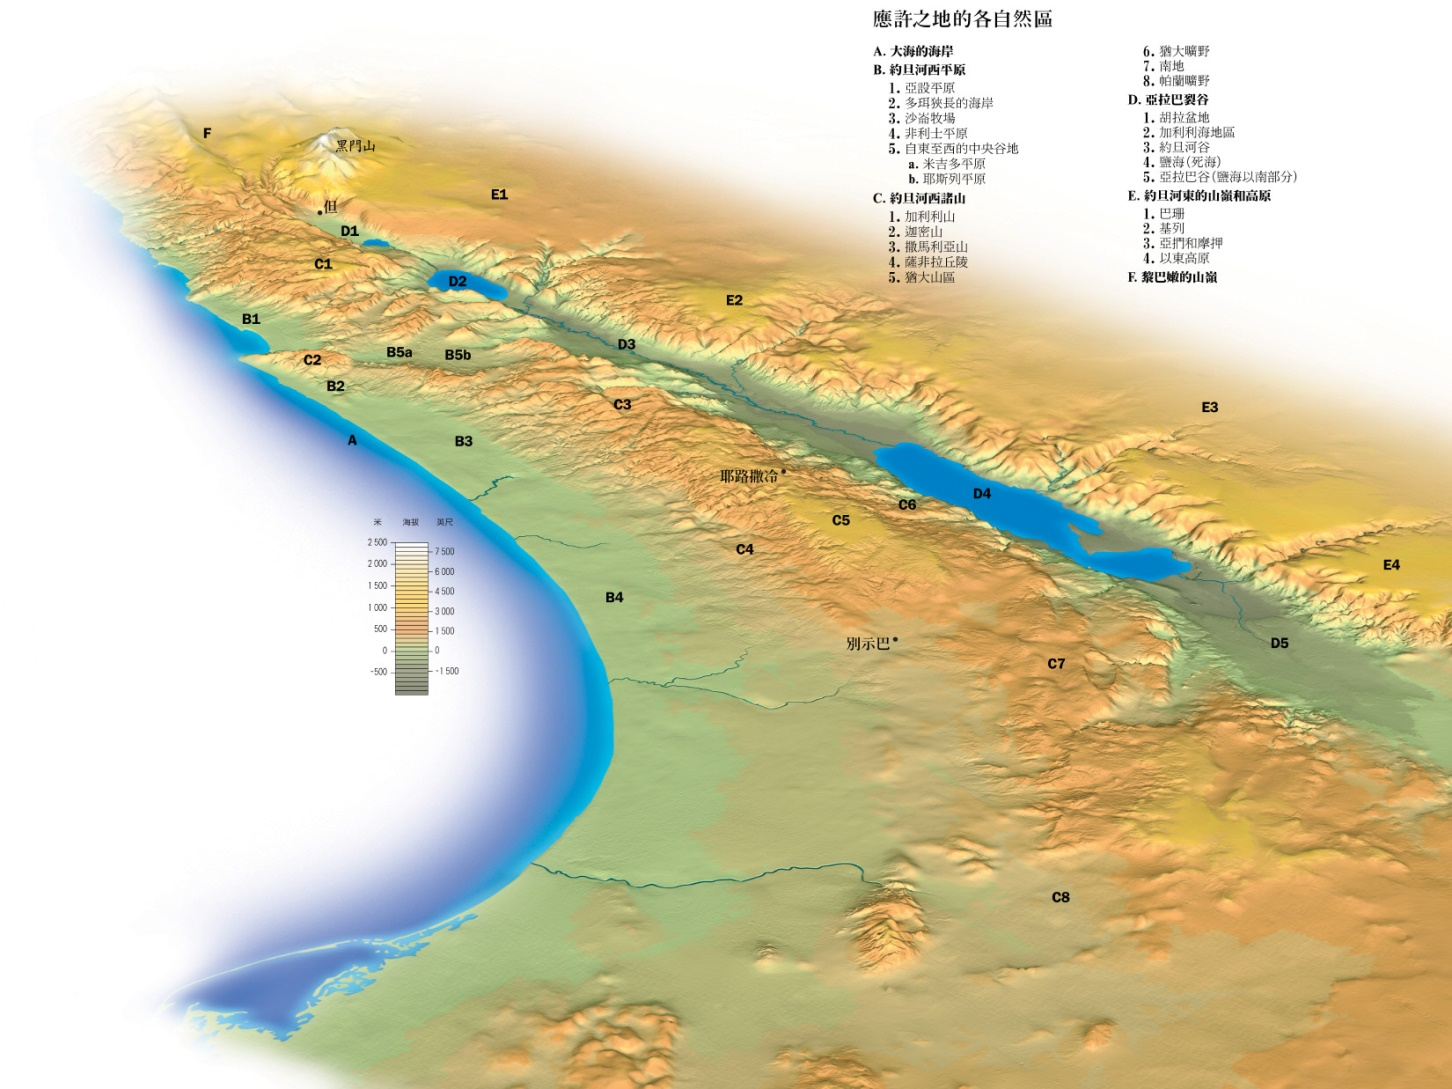 應許之地的各自然區
A. 大海的海岸
B. 約旦河西平原
1. 亞設平原
2. 多珥狹長的海岸
3. 沙崙牧場
4. 非利士平原
5. 自東至西的中央谷地
a. 米吉多平原
b. 耶斯列平原
C. 約旦河西諸山
1. 加利利山
2. 迦密山
3. 撒馬利亞山
4. 薩非拉丘陵
5. 猶大山區
6. 猶大曠野
7. 南地
8. 帕蘭曠野
D. 亞拉巴裂谷
1. 胡拉盆地
2. 加利利海地區
3. 約旦河谷
4. 鹽海(死海)
5. 亞拉巴谷(鹽海以南部分)
E. 約旦河東的山嶺和高原
1. 巴珊
2. 基列
3. 亞捫和摩押
4. 以東高原
F. 黎巴嫩的山嶺
F
黑門山
E1
但
D1
C1
D2
E2
B1
D3
C2
B5a
B5b
B2
C3
E3
A
B3
耶路撒冷
D4
C6
C5
C4
E4
B4
別示巴
D5
C7
C8
米 海拔 英尺
2 500
7 500
2 000
6 000
1 500
4 500
1 000
3 000
500
1 500
0
0
-500
-1 500